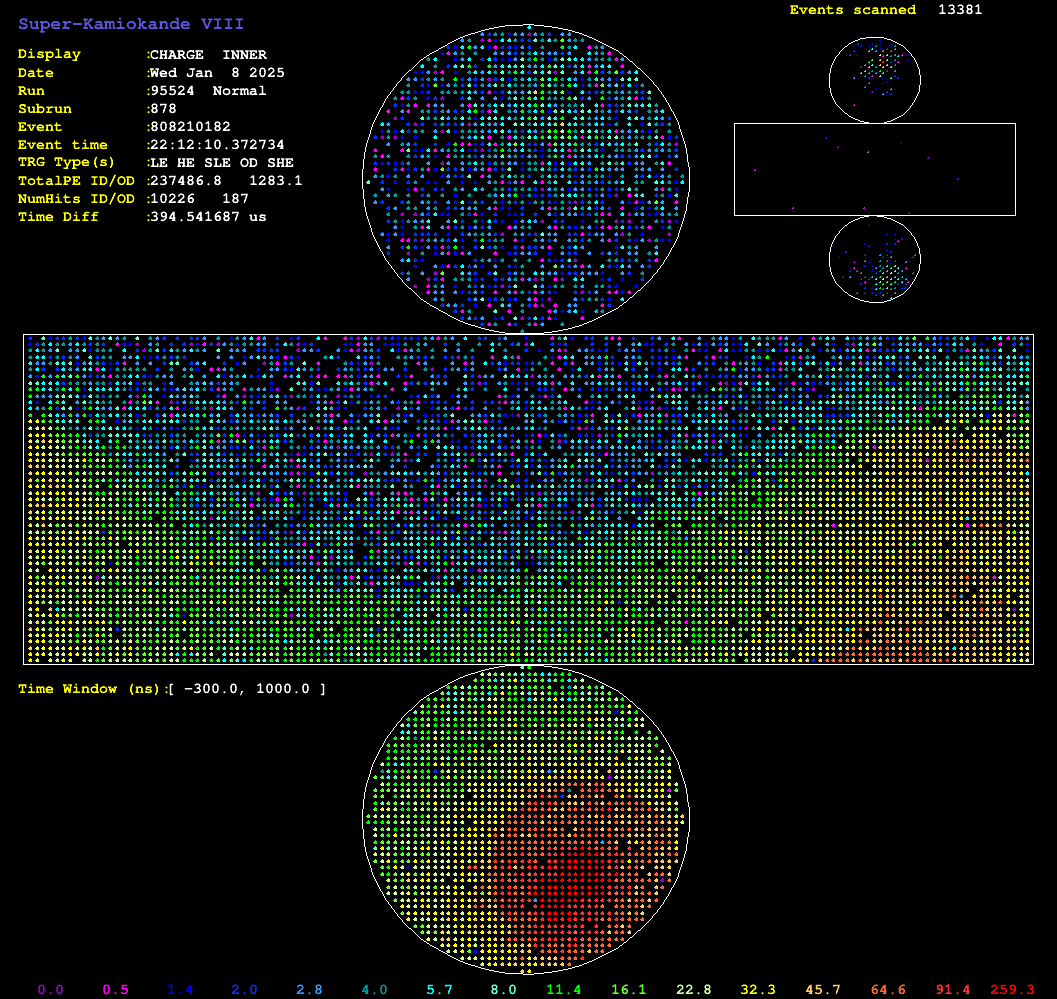 Super-Kamiokande VIII
Events scanned 13381
Display :CHARGE INNER
Date :Wed Jan 8 2025
Run :95524 Normal
Subrun :878
Event :808210182
Event time :22:12:10.372734
TRG Type(s) :LE HE SLE OD SHE
TotalPE ID/OD :237486.8 1283.1
NumHits ID/OD :10226 187
Time Diff :394.541687 us
Time Window (ns):[ -300.0, 1000.0 ]
0.0 0.5 1.4 2.0 2.8 4.0 5.7 8.0 11.4 16.1 22.8 32.3 45.7 64.6 91.4 259.3